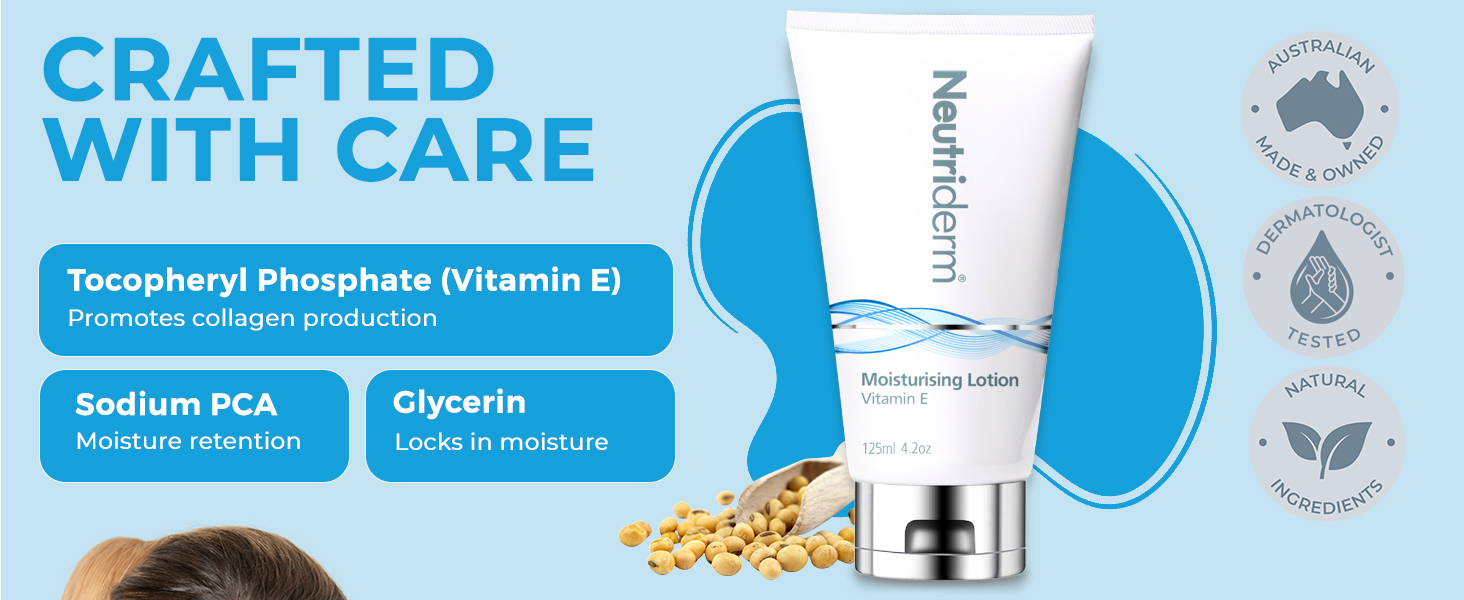 CRAFTED
WITH CARE
Tocopheryl Phosphate (Vitamin E)
Promotes collagen production
Sodium PCA
Moisture retention
Glycerin
Locks in moisture
Neutriderm®
Moisturising Lotion
Vitamin E
125ml 4.2oz
AUSTRALIAN
MADE & OWNED
DERMATOLOGIST
TESTED
NATURAL
INGREDIENTS